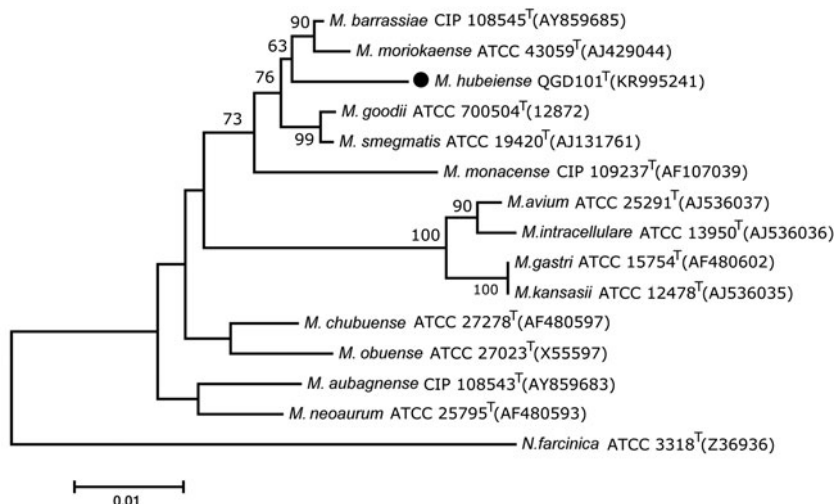 90
M. barrassiae CIP 108545T(AY859685)
63
M. moriokaense ATCC 43059T(AJ429044)
76
M. hubeiense QGD101T(KR995241)
M. goodii ATCC 700504T(12872)
73
99
M. smegmatis ATCC 19420T(AJ131761)
M. monacense CIP 109237T(AF107039)
90
M.avium ATCC 25291T(AJ536037)
100
M.intracellulare ATCC 13950T(AJ536036)
M.gastri ATCC 15754T(AF480602)
100
M.kansasii ATCC 12478T(AJ536035)
M. chubuense ATCC 27278T(AF480597)
M. obuense ATCC 27023T(X55597)
M. aubagnense CIP 108543T(AY859683)
M. neoaurum ATCC 25795T(AF480593)
N.farcinica ATCC 3318T(Z36936)
0.01